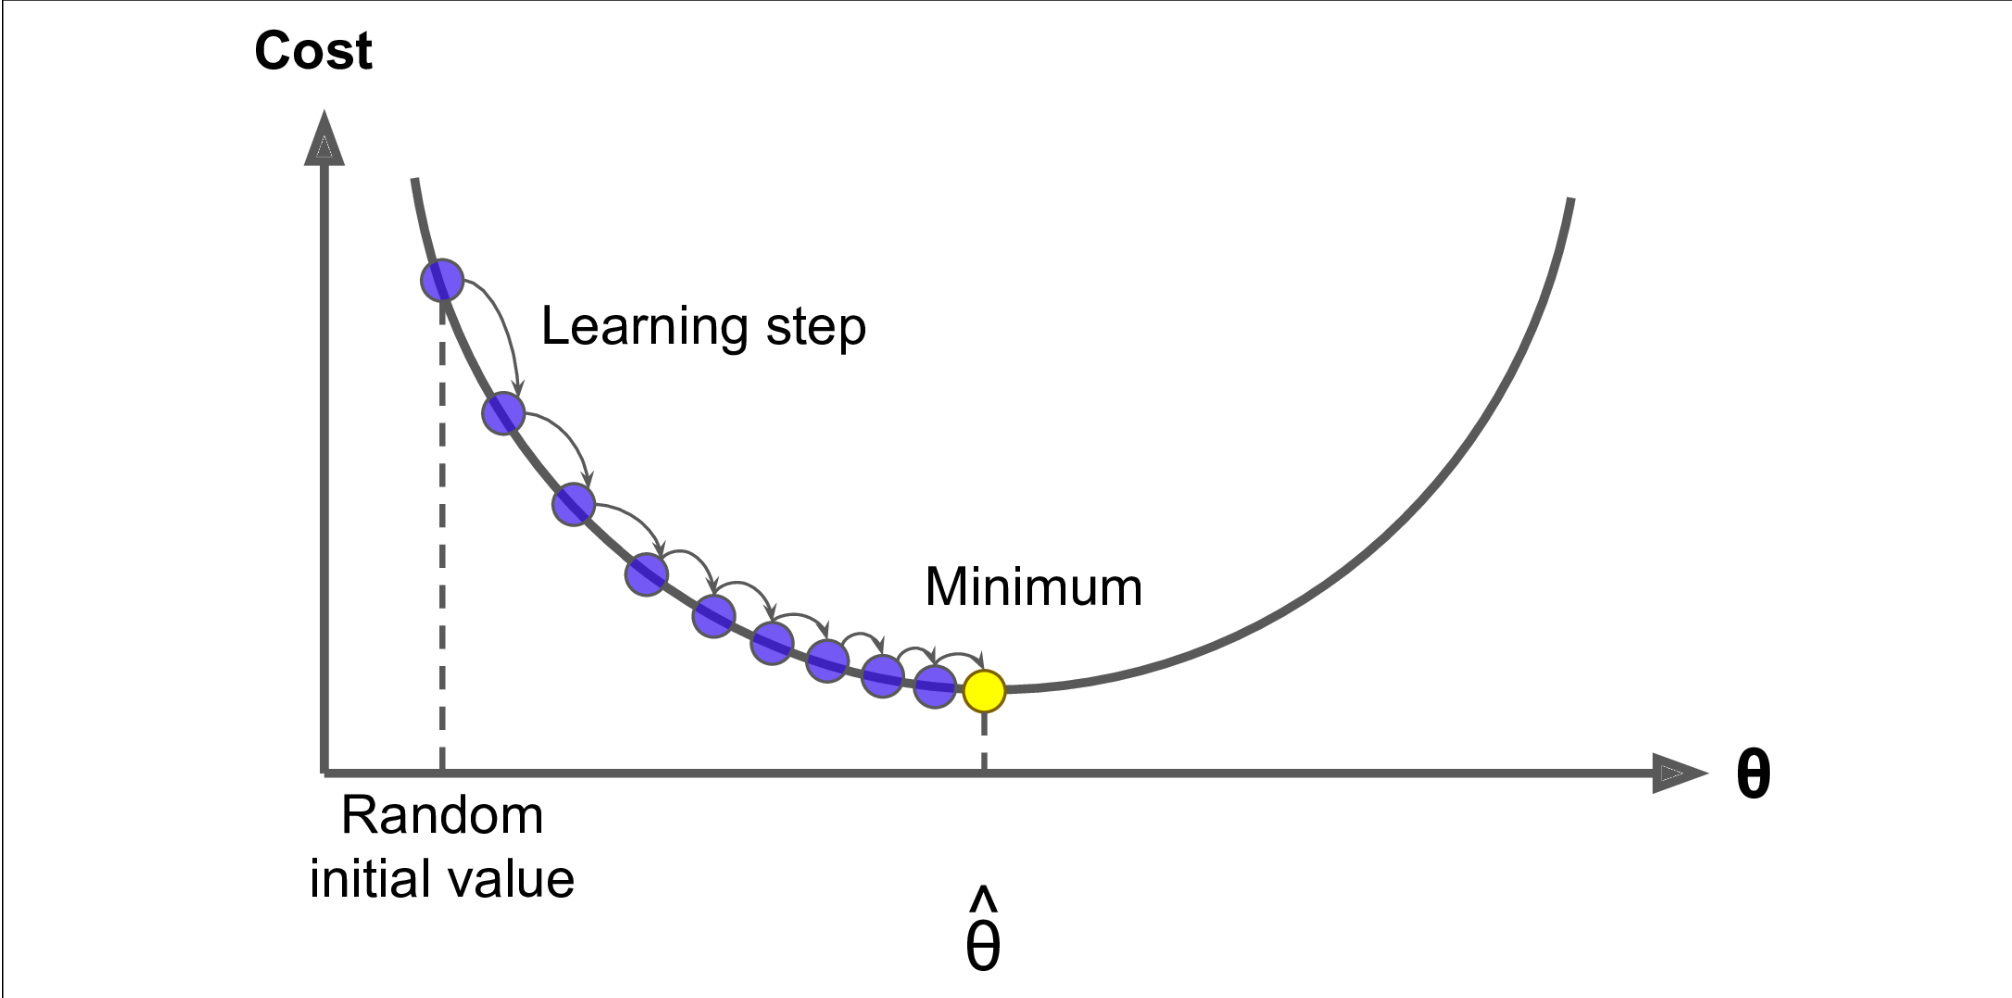 Cost
Learning step
Minimum
θ
Random
initial value
^
θ